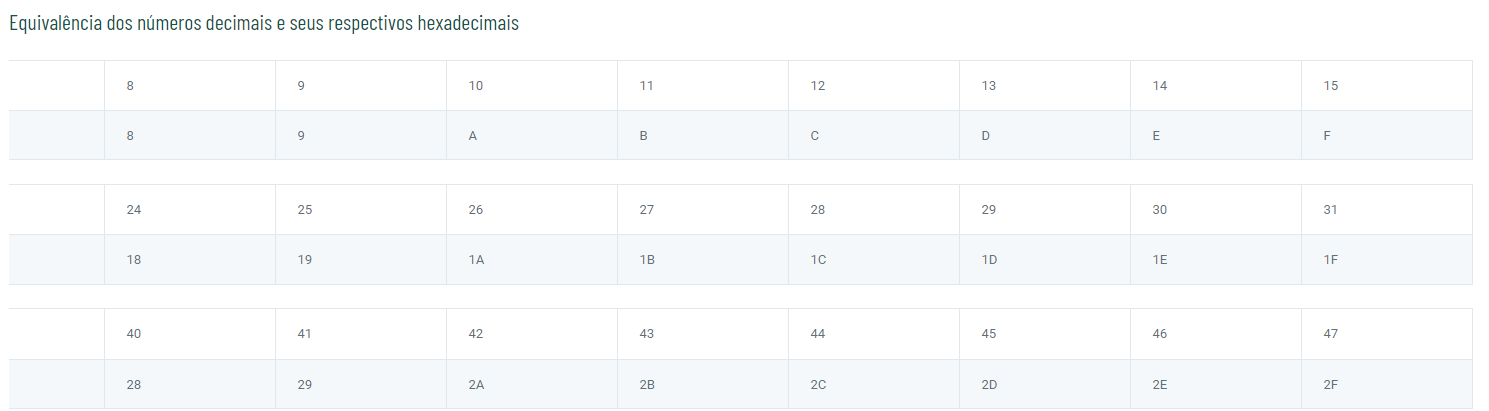 Equivalência dos números decimais e seus respectivos hexadecimais
8 9 10 11 12 13 14 15
8 9 A B C D E F
24 25 26 27 28 29 30 31
18 19 1A 1B 1C 1D 1E 1F
40 41 42 43 44 45 46 47
28 29 2A 2B 2C 2D 2E 2F